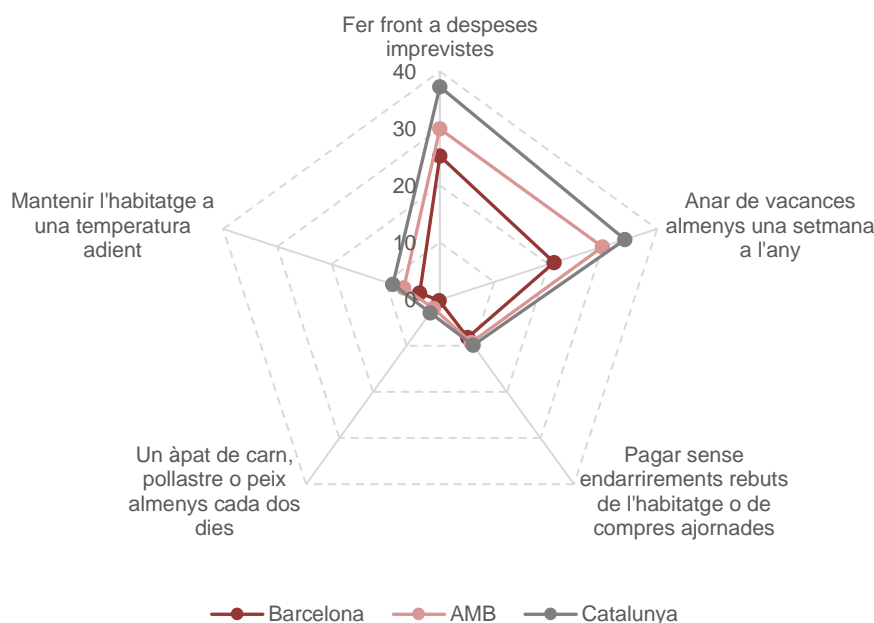 Fer front a despeses
imprevistes
40
30
20
10
0
Anar de vacances
almenys una setmana
a l'any
Pagar sense
endarrirements rebuts
de l'habitatge o de
compres ajornades
Un àpat de carn,
pollastre o peix
almenys cada dos
dies
Mantenir l'habitatge a
una temperatura
adient
Barcelona
AMB
Catalunya